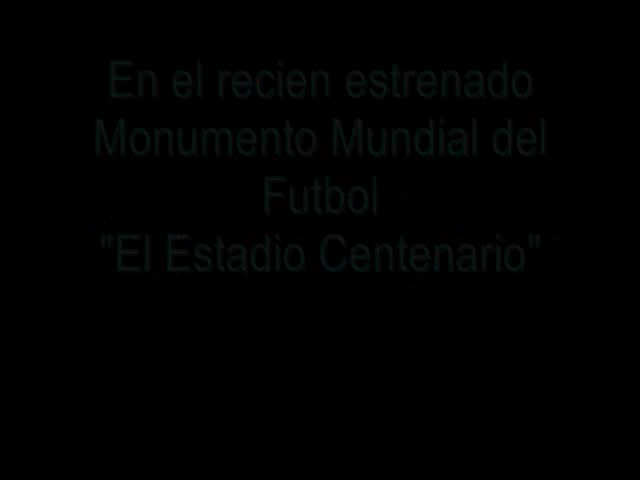 En el recien estrenado
Monumento Mundial del
Futbol
"El Estadio Centenario"